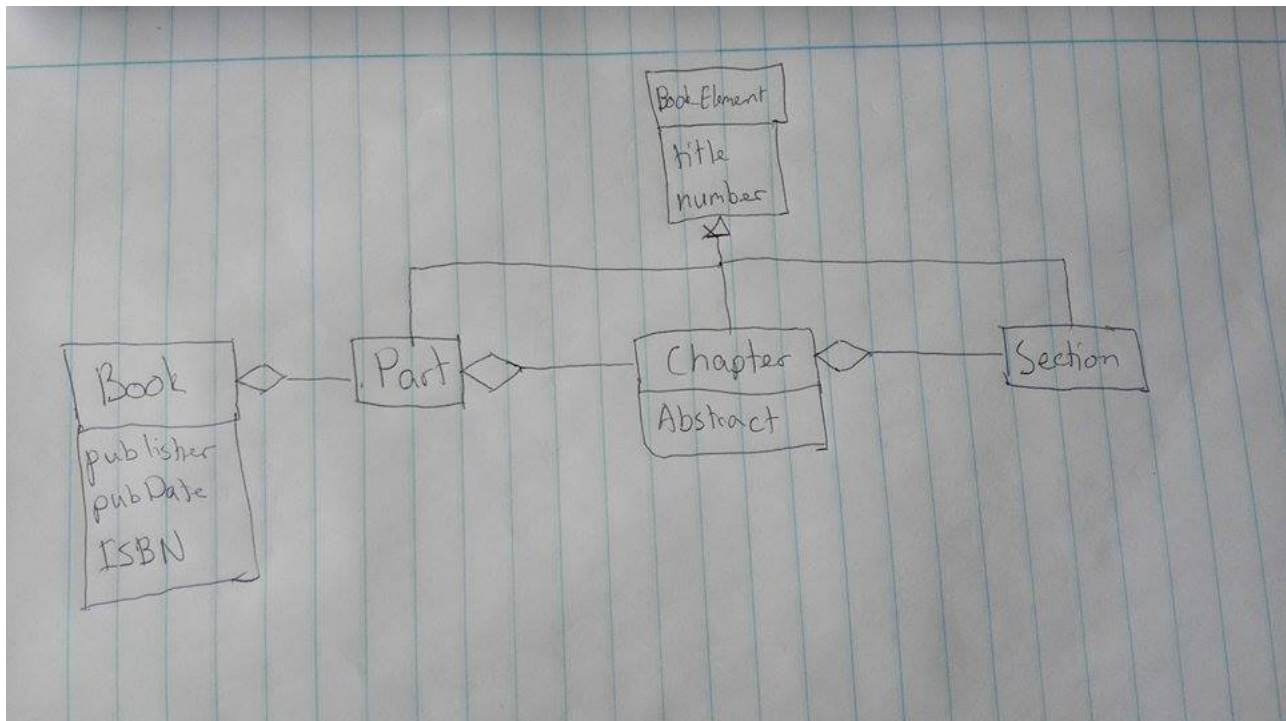 BookElement
title
number
Book
publisher
pubDate
ISBN
Part
Chapter
Abstract
Section